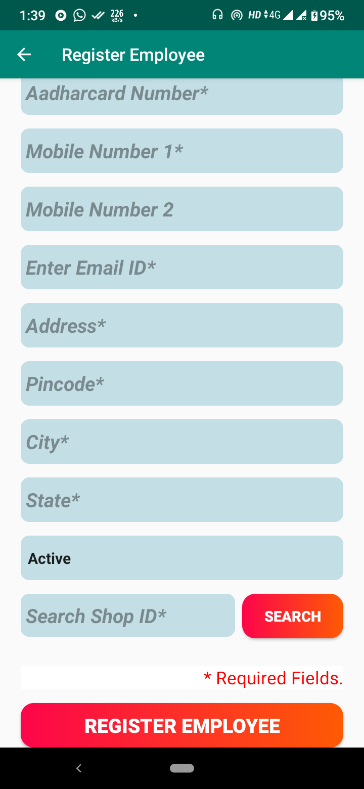 1:39 226 HD 4G 95%
Register Employee
Aadharcard Number*
Mobile Number 1*
Mobile Number 2
Enter Email ID*
Address*
Pincode*
City*
State*
Active
Search Shop ID* SEARCH
* Required Fields.
REGISTER EMPLOYEE